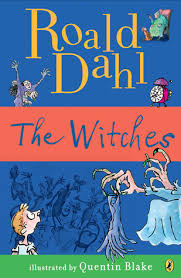 Roald
Dahl
The Witches
illustrated by Quentin Blake